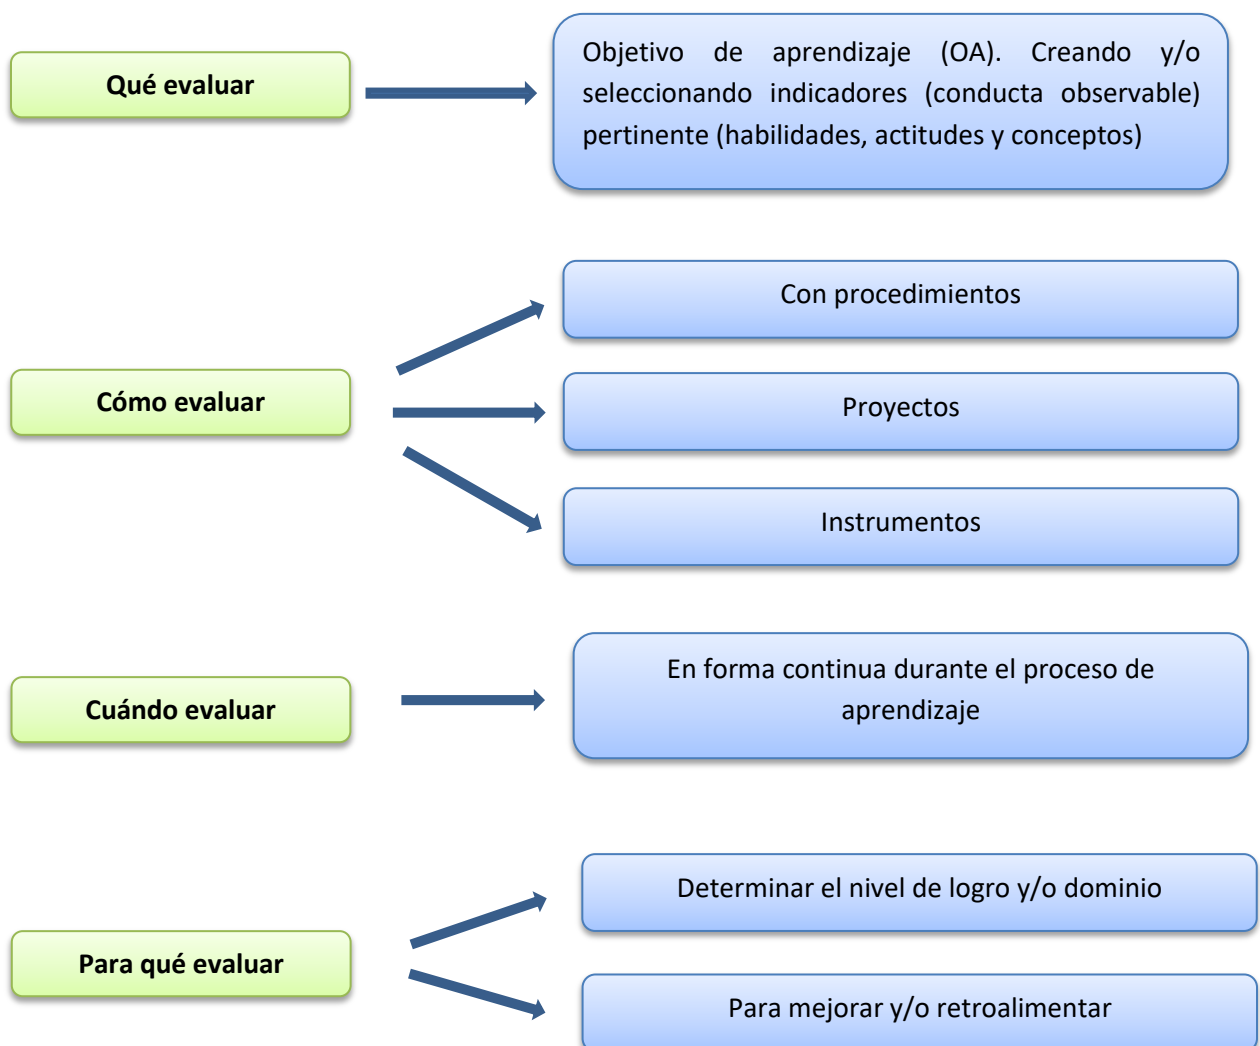 Qué evaluar
Objetivo de aprendizaje (OA). Creando y/o
seleccionando indicadores (conducta observable)
pertinente (habilidades, actitudes y conceptos)
Cómo evaluar
Con procedimientos
Proyectos
Instrumentos
Cuándo evaluar
En forma continua durante el proceso de
aprendizaje
Para qué evaluar
Determinar el nivel de logro y/o dominio
Para mejorar y/o retroalimentar